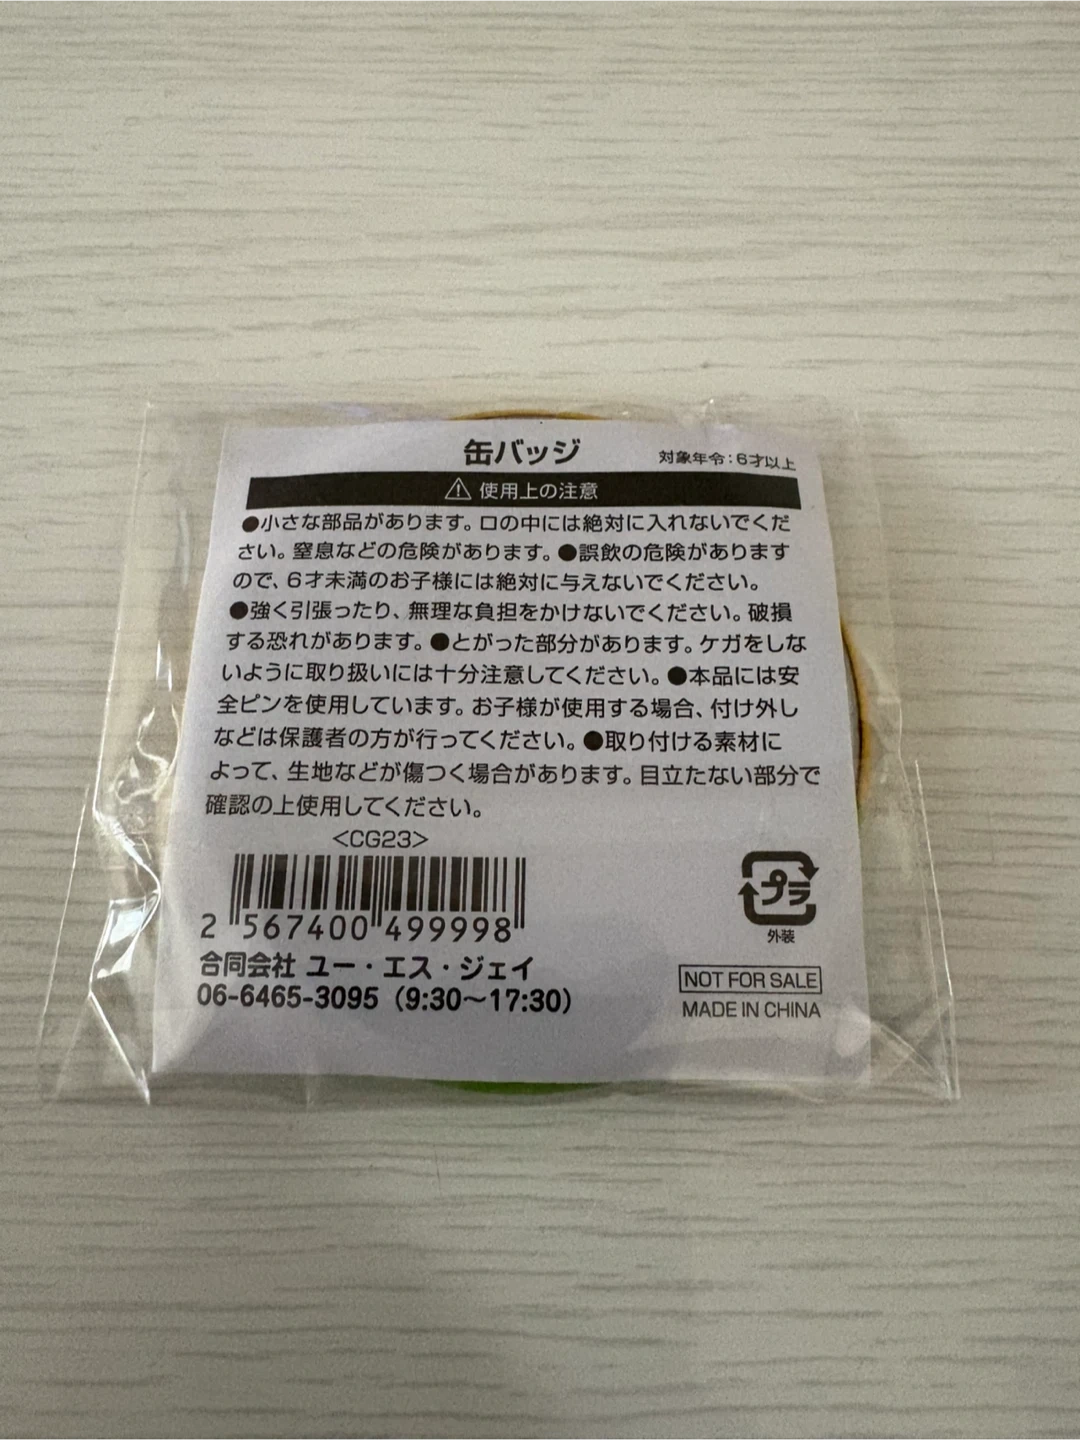 缶バッジ
対象年令：6才以上
⚠ 使用上の注意
●小さな部品があります。口の中には絶対に入れないでくだ
さい。窒息などの危険があります。●誤飲の危険があります
ので、6才未満のお子様には絶対に与えないでください。
●強く引張ったり、無理な負担をかけないでください。破損
する恐れがあります。●とがった部分があります。ケガをしな
いように取り扱いには十分注意してください。●本品には安
全ピンを使用しています。お子様が使用する場合、付け外し
などは保護者の方が行ってください。●取り付ける素材に
よって、生地などが傷つく場合があります。目立たない部分で
確認の上使用してください。
<CG23>
2 567400 499998
プラ
外装
合同会社 ユー・エス・ジェイ
06-6465-3095（9:30～17:30）
NOT FOR SALE
MADE IN CHINA